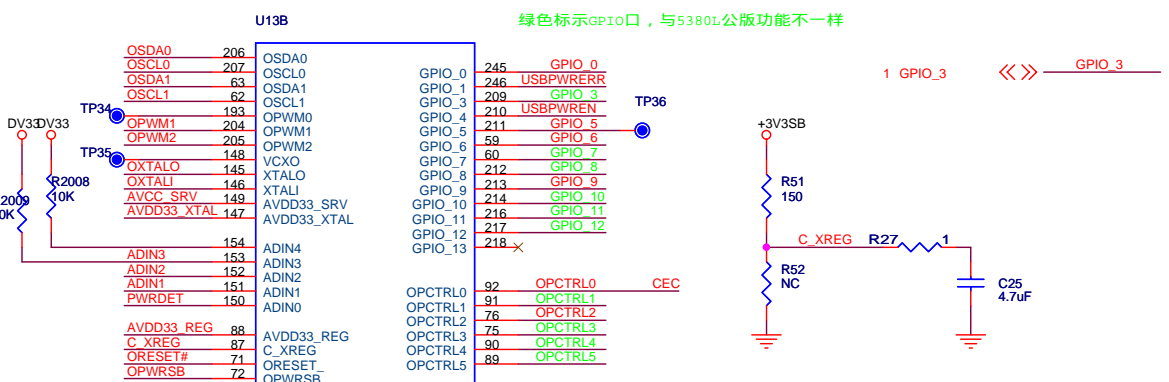 U13B
绿色标示GPIO口，与5380L公版功能不一样
OSDA0 206 OSDA0
OSCL0 207 OSCL0
OSDA1 63 OSDA1
OSCL1 62 OSCL1
TP34 193 OPWM0
OPWM1 204 OPWM1
OPWM2 205 OPWM2
TP35 148 VCXO
OXTALO 145 XTALO
OXTALI 146 XTALI
AVCC_SRV 149 AVDD33_SRV
AVDD33_XTAL 147 AVDD33_XTAL
154 ADIN4
ADIN3 153 ADIN3
ADIN2 152 ADIN2
ADIN1 151 ADIN1
PWRDET 150 ADIN0
AVDD33_REG 88 AVDD33_REG
C_XREG 87 C_XREG
ORESET# 71 ORESET_
OPWRSB 72 OPWRSB
DV33 DV33
R2008
10K
2009
0K
GPIO_0 245 GPIO_0
GPIO_1 246 USBPWRERR
GPIO_3 209 GPIO_3
GPIO_4 210 USBPWREN
GPIO_5 211 GPIO_5 TP36
GPIO_6 59 GPIO_6
GPIO_7 60 GPIO_7
GPIO_8 212 GPIO_8
GPIO_9 213 GPIO_9
GPIO_10 214 GPIO_10
GPIO_11 216 GPIO_11
GPIO_12 217 GPIO_12
GPIO_13 218
OPCTRL0 92 OPCTRL0 CEC
OPCTRL1 91 OPCTRL1
OPCTRL2 76 OPCTRL2
OPCTRL3 75 OPCTRL3
OPCTRL4 90 OPCTRL4
OPCTRL5 89 OPCTRL5
1 GPIO_3 GPIO_3
+3V3SB
R51
150
C_XREG R27 1
R52
NC
C25
4.7uF